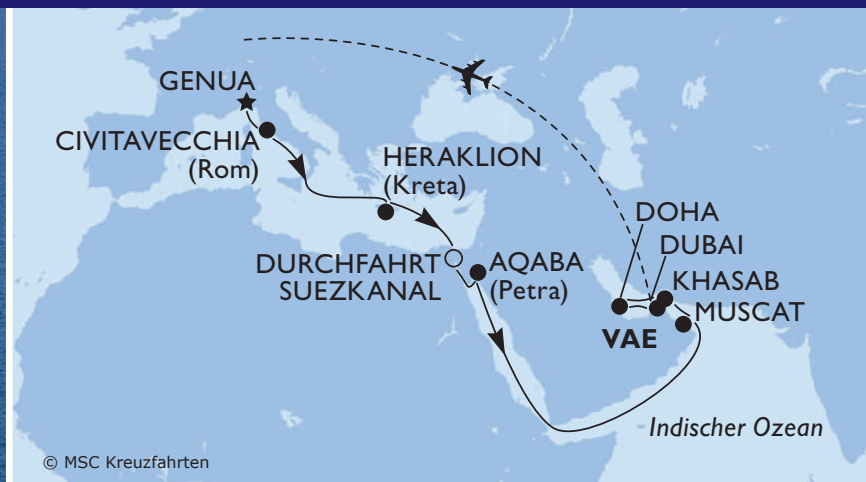 GENUA
CIVITAVECCHIA
(Rom)
HERAKLION
(Kreta)
DURCHFAHRT
SUEZKANAL
AQABA
(Petra)
DOHA
DUBAI
KHASAB
MUSCAT
VAE
Indischer Ozean
© MSC Kreuzfahrten